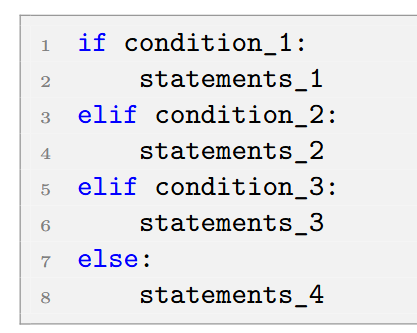 1 if condition_1:
2     statements_1
3 elif condition_2:
4     statements_2
5 elif condition_3:
6     statements_3
7 else:
8     statements_4